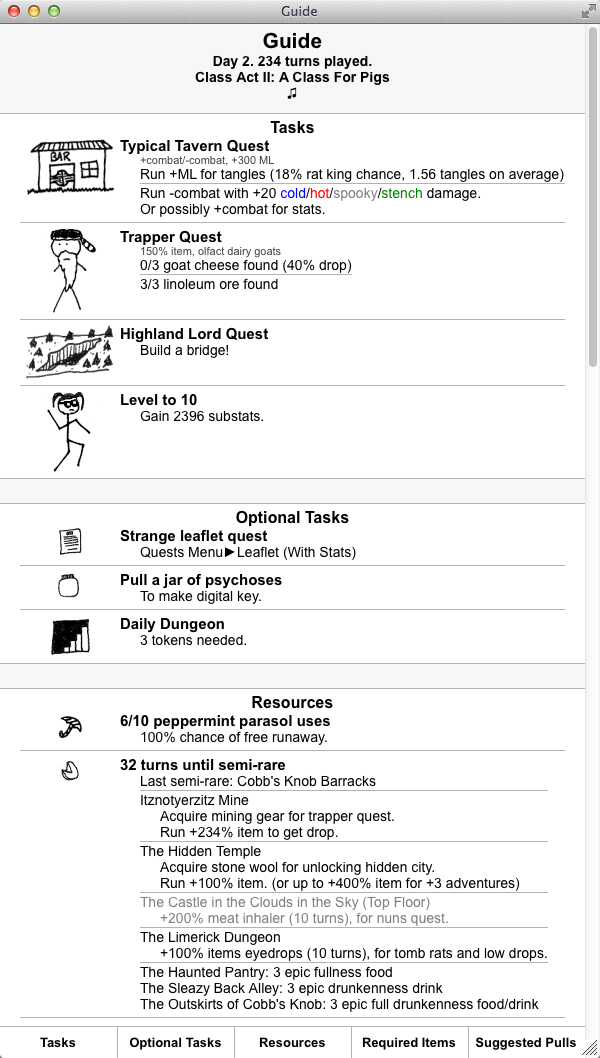 Guide
Guide
Day 2. 234 turns played.
Class Act II: A Class For Pigs
♫
Tasks
BAR
Typical Tavern Quest
+combat/-combat, +300 ML
Run +ML for tangles (18% rat king chance, 1.56 tangles on average)
Run -combat with +20 cold/hot/spooky/stench damage.
Or possibly +combat for stats.
Trapper Quest
150% item, olfact dairy goats
0/3 goat cheese found (40% drop)
3/3 linoleum ore found
Highland Lord Quest
Build a bridge!
Level to 10
Gain 2396 substats.
Optional Tasks
Strange leaflet quest
Quests Menu►Leaflet (With Stats)
Pull a jar of psychoses
To make digital key.
Daily Dungeon
3 tokens needed.
Resources
6/10 peppermint parasol uses
100% chance of free runaway.
32 turns until semi-rare
Last semi-rare: Cobb's Knob Barracks
Itznotyerzitz Mine
Acquire mining gear for trapper quest.
Run +234% item to get drop.
The Hidden Temple
Acquire stone wool for unlocking hidden city.
Run +100% item. (or up to +400% item for +3 adventures)
The Castle in the Clouds in the Sky (Top Floor)
+200% meat inhaler (10 turns), for nuns quest.
The Limerick Dungeon
+100% items eyedrops (10 turns), for tomb rats and low drops.
The Haunted Pantry: 3 epic fullness food
The Sleazy Back Alley: 3 epic drunkenness drink
The Outskirts of Cobb's Knob: 3 epic full drunkenness food/drink
Tasks
Optional Tasks
Resources
Required Items
Suggested Pulls